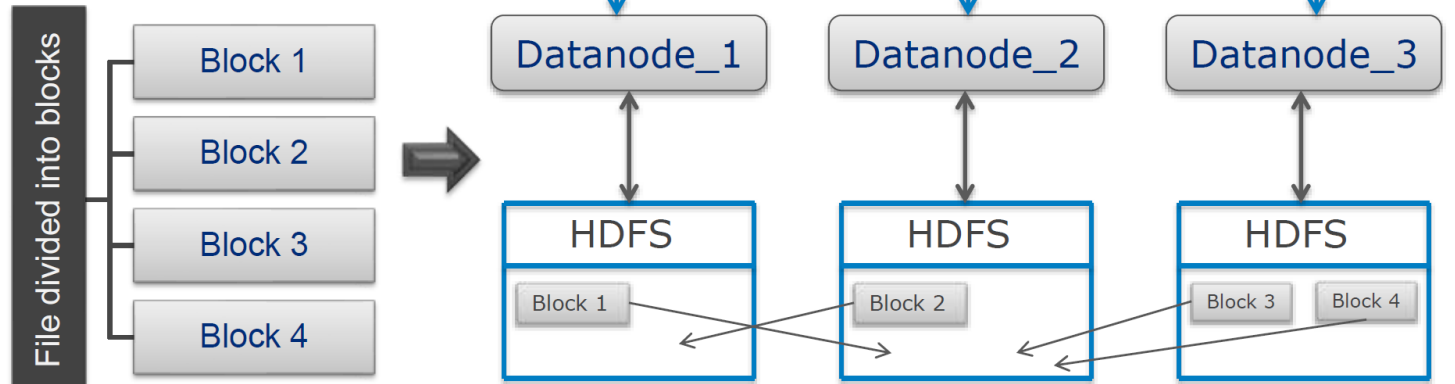 File divided into blocks
Block 1
Block 2
Block 3
Block 4
Datanode_1
Datanode_2
Datanode_3
HDFS
HDFS
HDFS
Block 1
Block 2
Block 3
Block 4